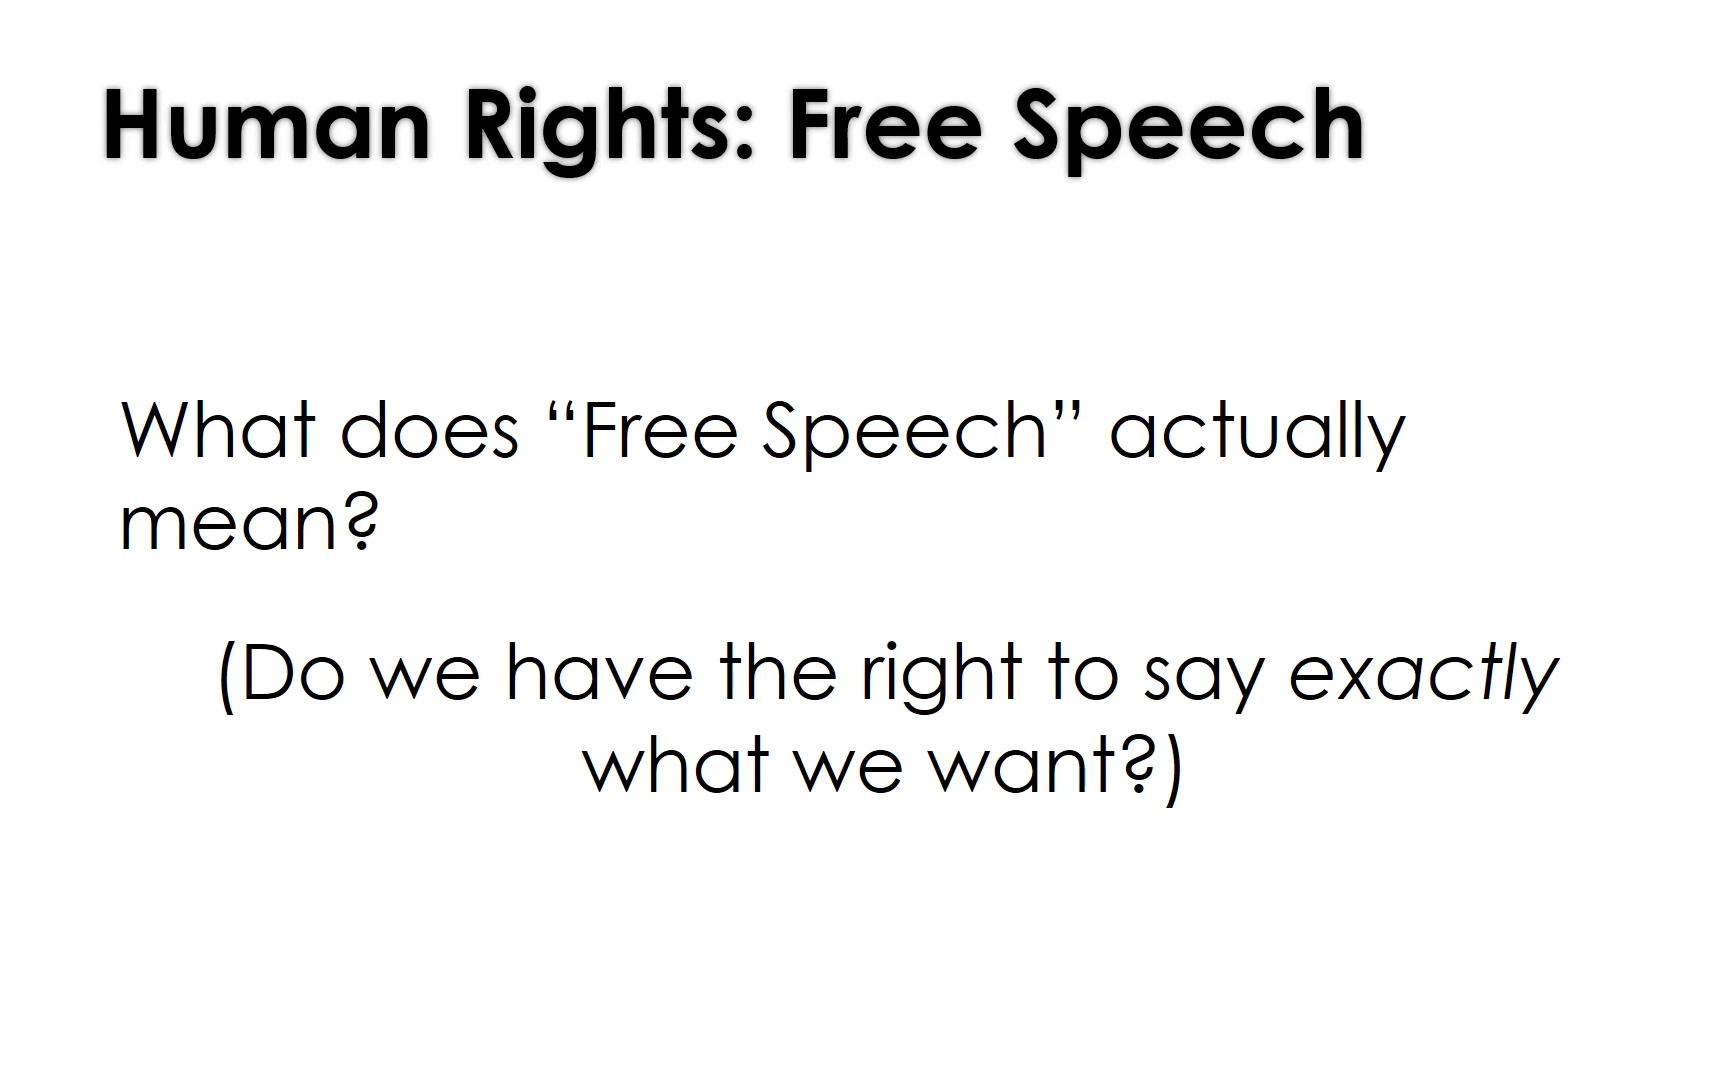 Human Rights: Free Speech
What does “Free Speech” actually
mean?
(Do we have the right to say exactly
what we want?)